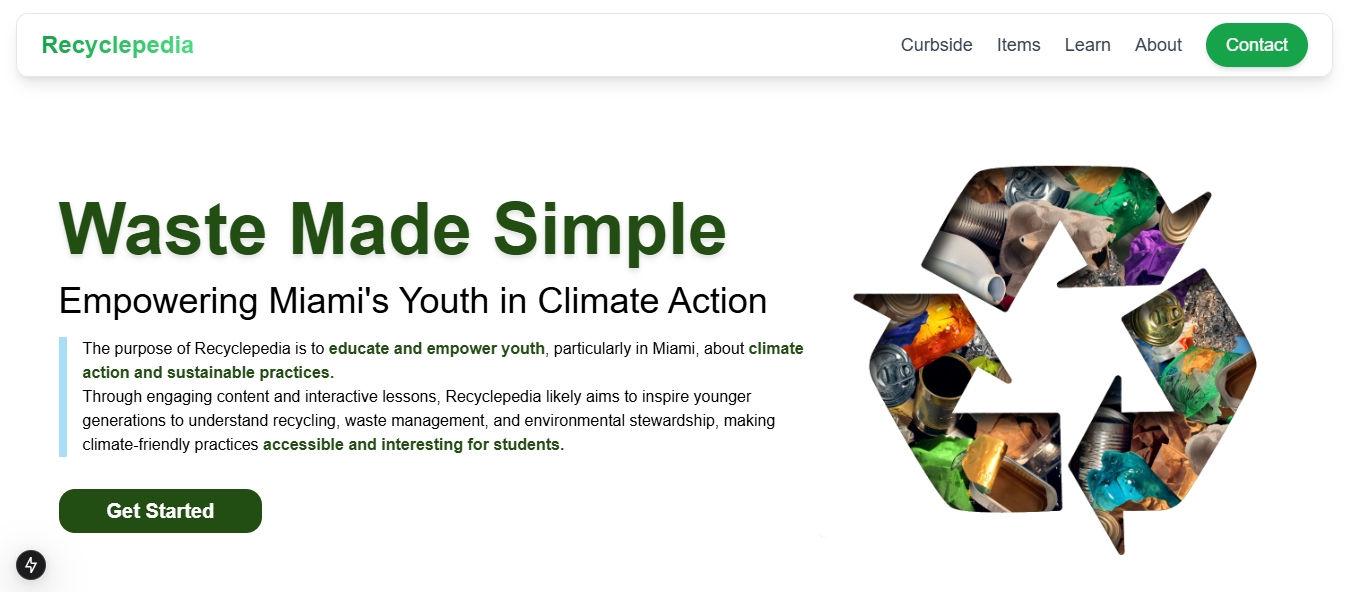 Recyclepedia
Curbside Items Learn About Contact
Waste Made Simple
Empowering Miami's Youth in Climate Action
The purpose of Recyclepedia is to educate and empower youth, particularly in Miami, about climate
action and sustainable practices.
Through engaging content and interactive lessons, Recyclepedia likely aims to inspire younger
generations to understand recycling, waste management, and environmental stewardship, making
climate-friendly practices accessible and interesting for students.
Get Started